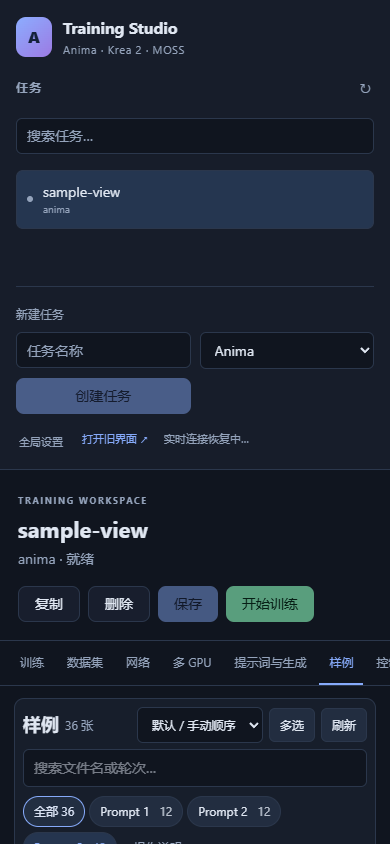 A
Training Studio
Anima · Krea 2 · MOSS
任务 ↻
搜索任务...
sample-view
anima
新建任务
任务名称 Anima
创建任务
全局设置 打开旧界面 ↗ 实时连接恢复中...
TRAINING WORKSPACE
sample-view
anima · 就绪
复制 删除 保存 开始训练
训练 数据集 网络 多 GPU 提示词与生成 样例 控
样例 36 张 默认 / 手动顺序 多选 刷新
搜索文件名或轮次...
全部 36 Prompt 1 12 Prompt 2 12